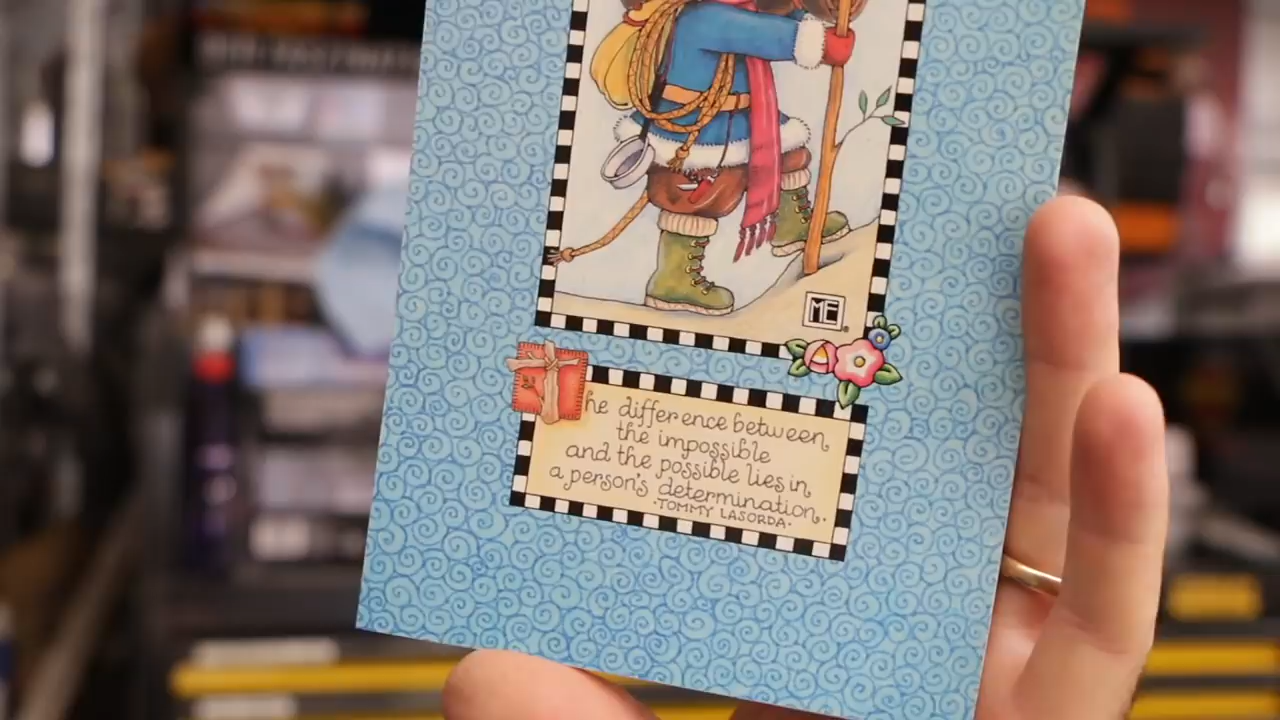 ME
he difference between
the impossible
and the possible lies in
a person's determination.
·TOMMY LASORDA·